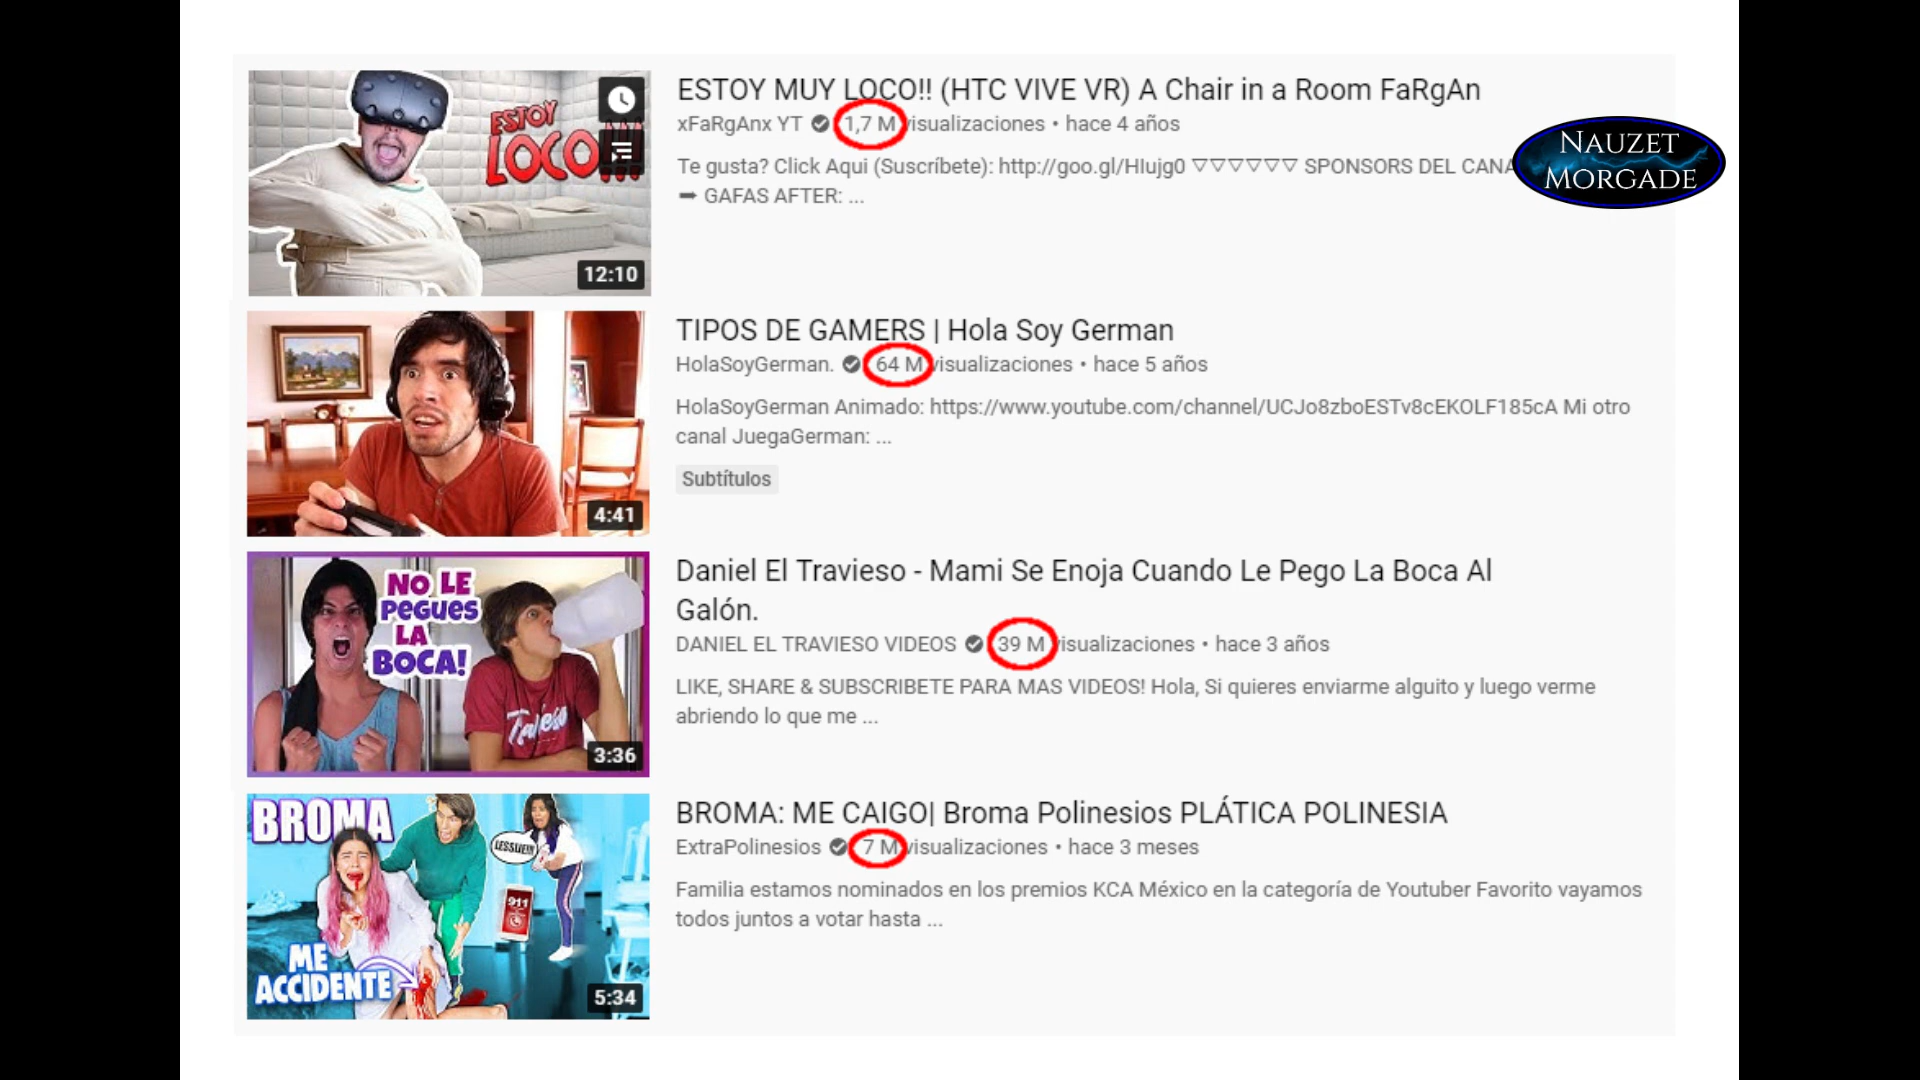 ESTOY MUY LOCO!! (HTC VIVE VR) A Chair in a Room FaRgAn
xFaRgAnx YT 1,7 M visualizaciones • hace 4 años
Te gusta? Click Aqui (Suscríbete): http://goo.gl/HIujg0 ▽▽▽▽▽▽ SPONSORS DEL CANA
➡ GAFAS AFTER: ...
ESTOY
LOCO!!!
12:10
NAUZET
MORGADE
TIPOS DE GAMERS | Hola Soy German
HolaSoyGerman. 64 M visualizaciones • hace 5 años
HolaSoyGerman Animado: https://www.youtube.com/channel/UCJo8zboESTv8cEKOLF185cA Mi otro
canal JuegaGerman: ...
Subtítulos
4:41
Daniel El Travieso - Mami Se Enoja Cuando Le Pego La Boca Al
Galón.
DANIEL EL TRAVIESO VIDEOS 39 M visualizaciones • hace 3 años
LIKE, SHARE & SUBSCRIBETE PARA MAS VIDEOS! Hola, Si quieres enviarme alguito y luego verme
abriendo lo que me ...
NO LE
PEGUES
LA
BOCA!
3:36
BROMA: ME CAIGO| Broma Polinesios PLÁTICA POLINESIA
ExtraPolinesios 7 M visualizaciones • hace 3 meses
Familia estamos nominados en los premios KCA México en la categoría de Youtuber Favorito vayamos
todos juntos a votar hasta ...
BROMA
911
ME
ACCIDENTE
5:34